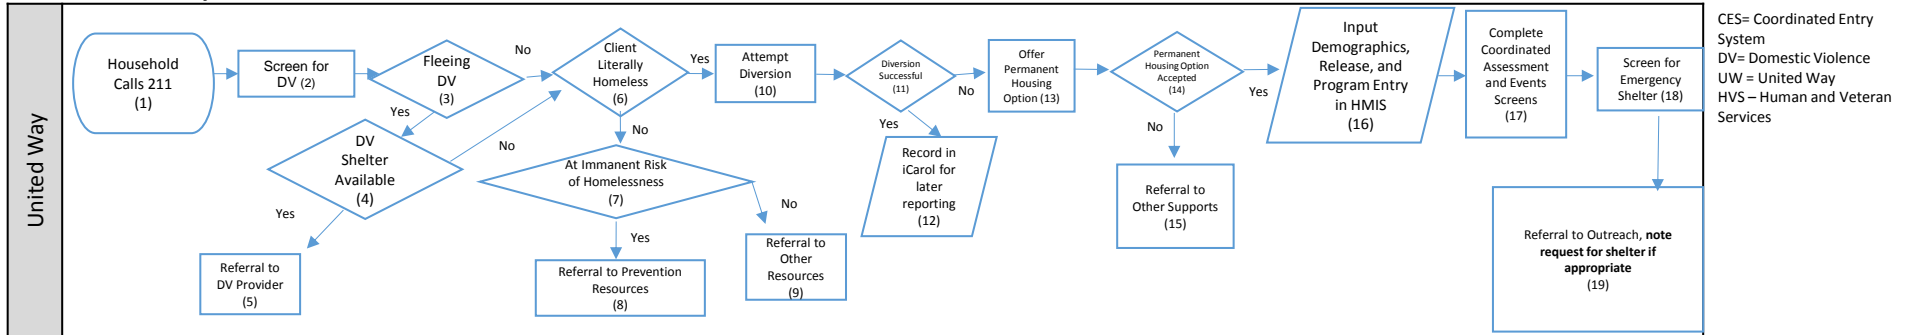 United Way
Household
Calls 211
(1)
Screen for
DV (2)
Fleeing
DV
(3)
No
Yes
DV
Shelter
Available
(4)
No
Yes
Referral to
DV Provider
(5)
Client
Literally
Homeless
(6)
Yes
No
At Immanent Risk
of Homelessness
(7)
No
Yes
Referral to Prevention
Resources
(8)
Referral to
Other
Resources
(9)
Attempt
Diversion
(10)
Diversion
Successful
(11)
No
Yes
Record in
iCarol for
later
reporting
(12)
Offer
Permanent
Housing
Option (13)
Permanent
Housing Option
Accepted
(14)
Yes
No
Referral to
Other Supports
(15)
Input
Demographics,
Release, and
Program Entry
in HMIS
(16)
Complete
Coordinated
Assessment
and Events
Screens
(17)
Screen for
Emergency
Shelter (18)
Referral to Outreach, note
request for shelter if
appropriate
(19)
CES= Coordinated Entry
System
DV= Domestic Violence
UW = United Way
HVS – Human and Veteran
Services